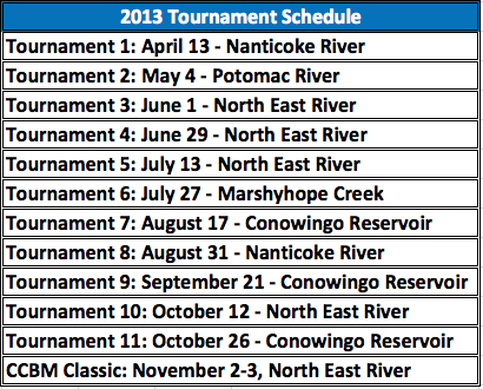 2013 Tournament Schedule
Tournament 1: April 13 - Nanticoke River
Tournament 2: May 4 - Potomac River
Tournament 3: June 1 - North East River
Tournament 4: June 29 - North East River
Tournament 5: July 13 - North East River
Tournament 6: July 27 - Marshyhope Creek
Tournament 7: August 17 - Conowingo Reservoir
Tournament 8: August 31 - Nanticoke River
Tournament 9: September 21 - Conowingo Reservoir
Tournament 10: October 12 - North East River
Tournament 11: October 26 - Conowingo Reservoir
CCBM Classic: November 2-3, North East River